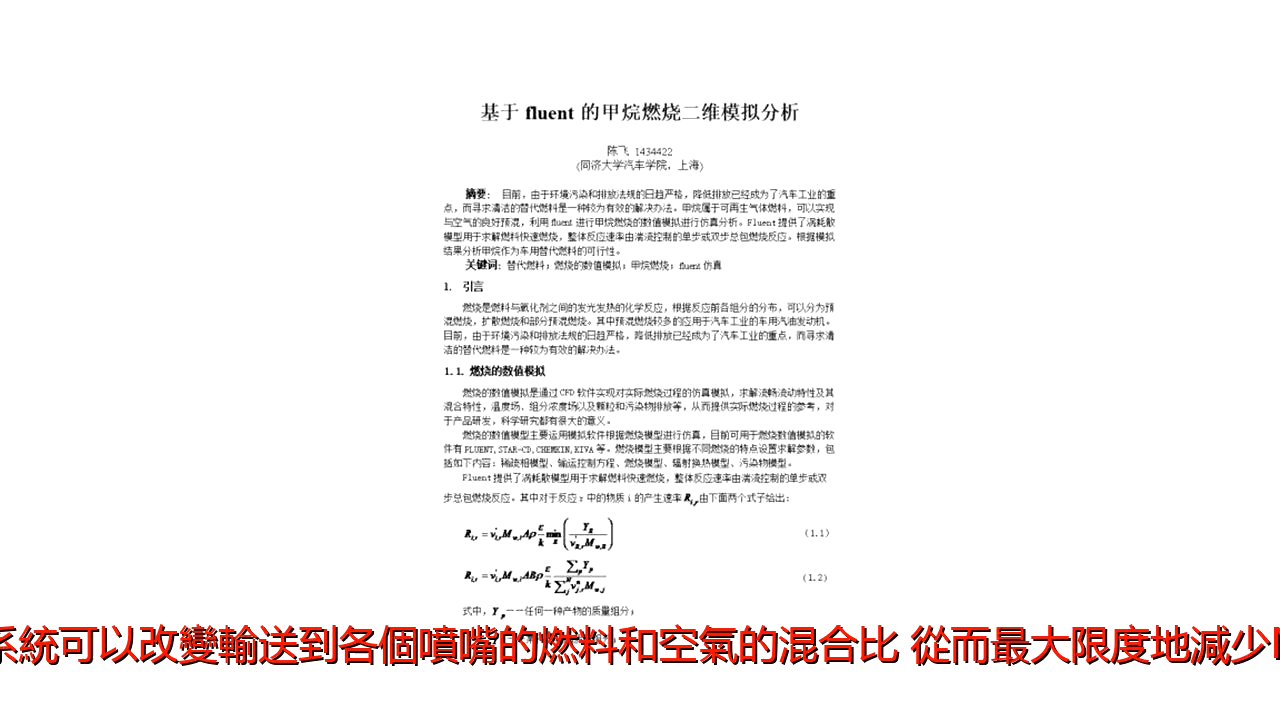 基于 fluent 的甲烷燃烧二维模拟分析
陈飞 1434422
(同济大学汽车学院，上海)
摘要： 目前，由于环境污染和排放法规的日趋严格，降低排放已经成为了汽车工业的重
点，而寻求清洁的替代燃料是一种较为有效的解决办法。甲烷属于可再生气体燃料，可以实现
与空气的良好预混，利用 fluent 进行甲烷燃烧的数值模拟进行仿真分析。Fluent 提供了涡耗散
模型用于求解燃料快速燃烧，整体反应速率由湍流控制的单步或双步总包燃烧反应。根据模拟
结果分析甲烷作为车用替代燃料的可行性。
关键词：替代燃料；燃烧的数值模拟；甲烷燃烧；fluent 仿真
1. 引言
燃烧是燃料与氧化剂之间的发光发热的化学反应，根据反应前各组分的分布，可以分为预
混燃烧，扩散燃烧和部分预混燃烧。其中预混燃烧较多的应用于汽车工业的车用汽油发动机。
目前，由于环境污染和排放法规的日趋严格，降低排放已经成为了汽车工业的重点，而寻求清
洁的替代燃料是一种较为有效的解决办法。
1.1. 燃烧的数值模拟
燃烧的数值模拟是通过 CFD 软件实现对实际燃烧过程的仿真模拟，求解流畅流动特性及其
混合特性，温度场、组分浓度场以及颗粒和污染物排放等，从而提供实际燃烧过程的参考，对
于产品研发，科学研究都有很大的意义。
燃烧的数值模型主要运用模拟软件根据燃烧模型进行仿真，目前可用于燃烧数值模拟的软
件有 FLUENT,STAR-CD,CHEMKIN,KIVA 等。燃烧模型主要根据不同燃烧的特点设置求解参数，包
括如下内容：稀疏相模型、输运控制方程、燃烧模型、辐射换热模型、污染物模型。
Fluent 提供了涡耗散模型用于求解燃料快速燃烧，整体反应速率由湍流控制的单步或双
步总包燃烧反应。其中对于反应 r 中的物质 i 的产生速率 R_{i,r} 由下面两个式子给出：
R_{i,r} = ν'_{i,r} M_{w,i} Aρ ε/k min_R (Y_R / (ν'_{R,r} M_{w,R})) (1.1)
R_{i,r} = ν'_{i,r} M_{w,i} ABρ ε/k ∑_p Y_p / (∑_j^N ν''_{j,r} M_{w,j}) (1.2)
式中，Y_p——任何一种产物的质量组分；
系統可以改變輸送到各個噴嘴的燃料和空氣的混合比 從而最大限度地減少